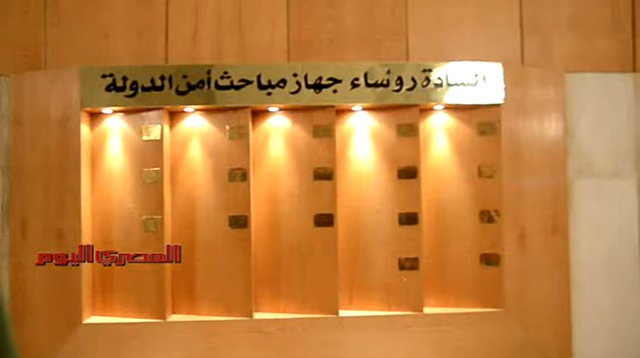 السادة رؤساء جهاز مباحث أمن الدولة
المصري اليوم